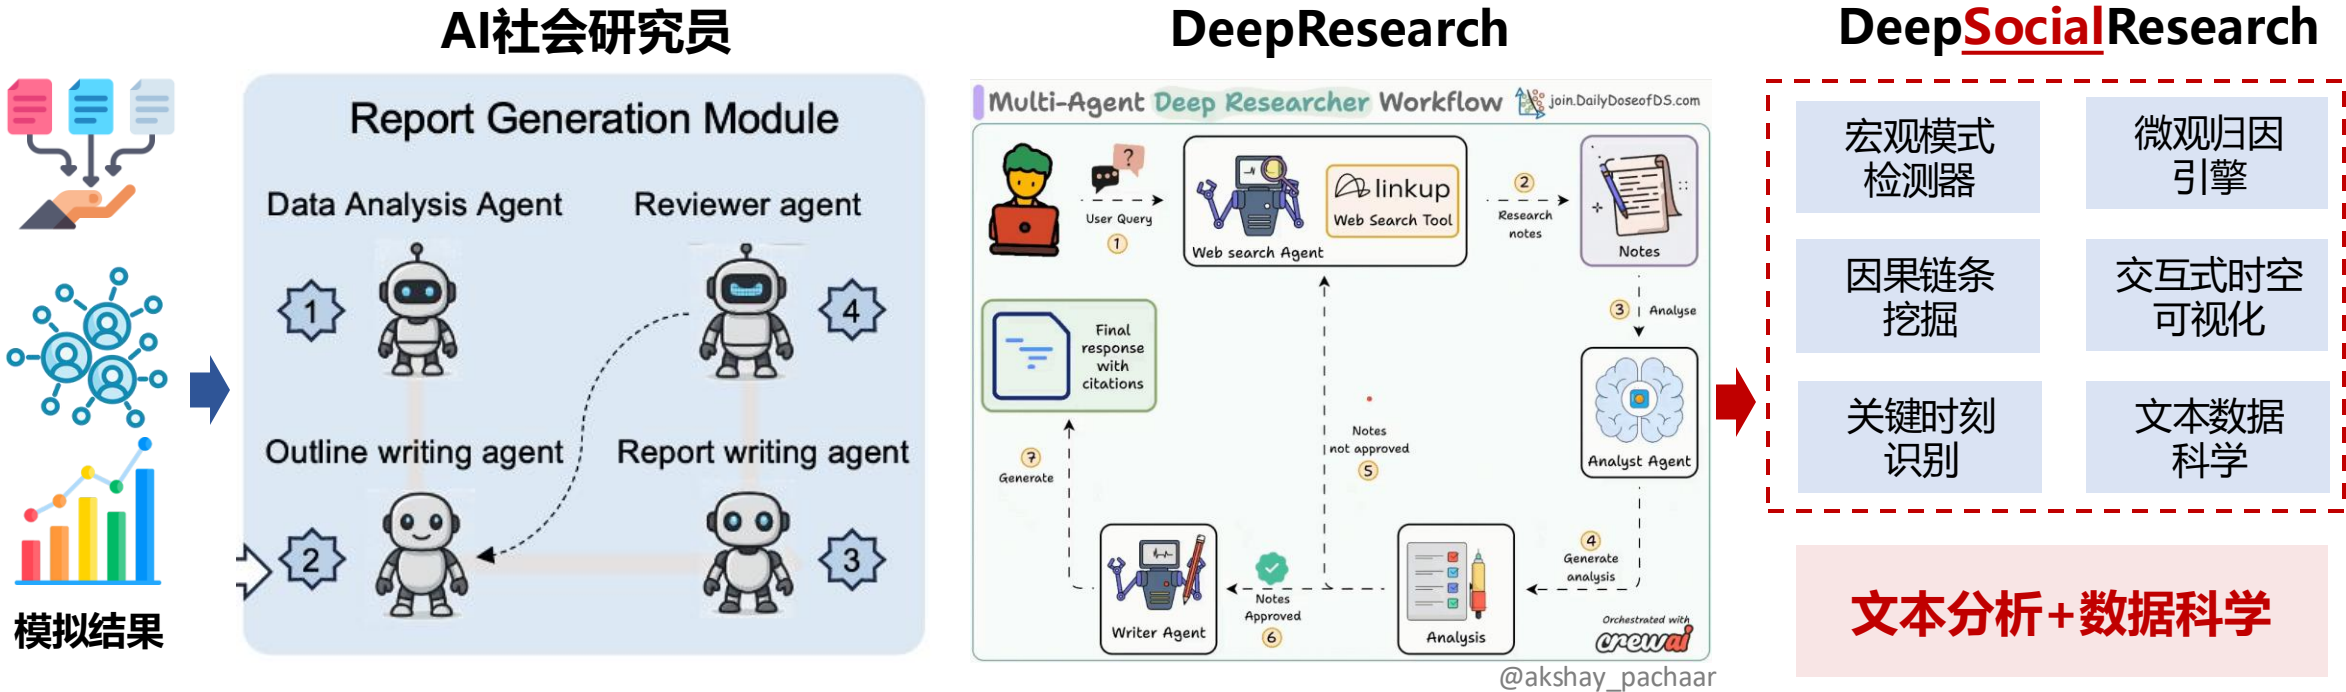 AI社会研究员
模拟结果
Report Generation Module
Data Analysis Agent
Reviewer agent
1
4
Outline writing agent
Report writing agent
2
3
DeepResearch
Multi-Agent Deep Researcher Workflow
join.DailyDoseofDS.com
?
User Query
1
linkup
Web Search Tool
Web search Agent
2
Research
notes
Notes
3
Analyse
Analyst Agent
4
Generate
analysis
Analysis
Notes
not approved
5
Notes
Approved
6
Writer Agent
7
Generate
Final
response
with
citations
Orchestrated with
crewai
@akshay_pachaar
DeepSocialResearch
宏观模式
检测器
微观归因
引擎
因果链条
挖掘
交互式时空
可视化
关键时刻
识别
文本数据
科学
文本分析+数据科学